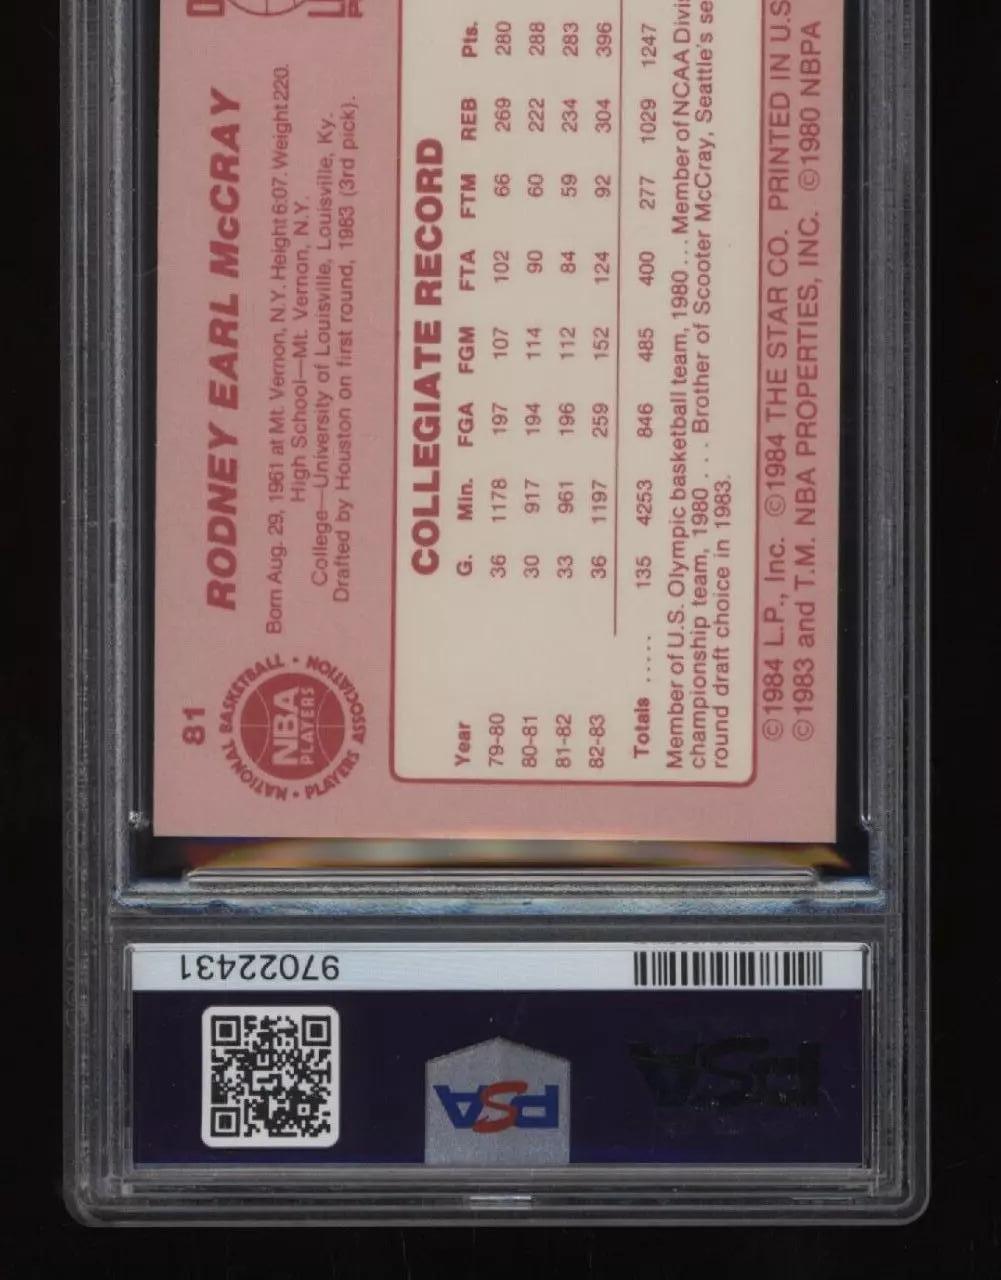 81
RODNEY EARL McCRAY
Born Aug. 29, 1961 at Mt. Vernon, N.Y. Height 6:07. Weight 220.
High School—Mt. Vernon, N.Y.
College—University of Louisville, Louisville, Ky.
Drafted by Houston on first round, 1983 (3rd pick).
NATIONAL BASKETBALL • PLAYERS ASSOCIATION •
NBA
PLAYERS
COLLEGIATE RECORD
Year G. Min. FGA FGM FTA FTM REB Pts.
79-80 36 1178 197 107 102 66 269 280
80-81 30 917 194 114 90 60 222 288
81-82 33 961 196 112 84 59 234 283
82-83 36 1197 259 152 124 92 304 396
Totals ..... 135 4253 846 485 400 277 1029 1247
Member of U.S. Olympic basketball team, 1980 ... Member of NCAA Divis
championship team, 1980 ... Brother of Scooter McCray, Seattle's se
round draft choice in 1983.
©1984 L.P., Inc. ©1984 THE STAR CO. PRINTED IN U.S
©1983 and T.M. NBA PROPERTIES, INC. ©1980 NBPA
97022431
PSA
PSA